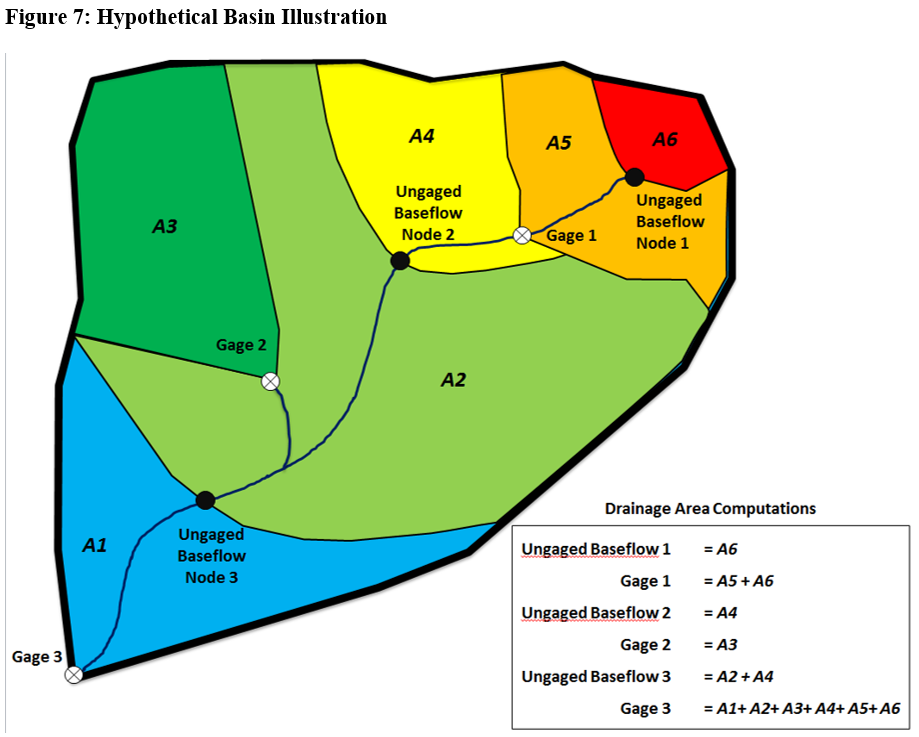 Figure 7: Hypothetical Basin Illustration
A4
A5
A6
Ungaged
Baseflow
Node 2
Ungaged
Baseflow
Node 1
A3
Gage 1
Gage 2
A2
Ungaged
Baseflow
Node 3
A1
Gage 3
Drainage Area Computations
Ungaged Baseflow 1 = A6
Gage 1 = A5 + A6
Ungaged Baseflow 2 = A4
Gage 2 = A3
Ungaged Baseflow 3 = A2 + A4
Gage 3 = A1+ A2+ A3+ A4+ A5+ A6